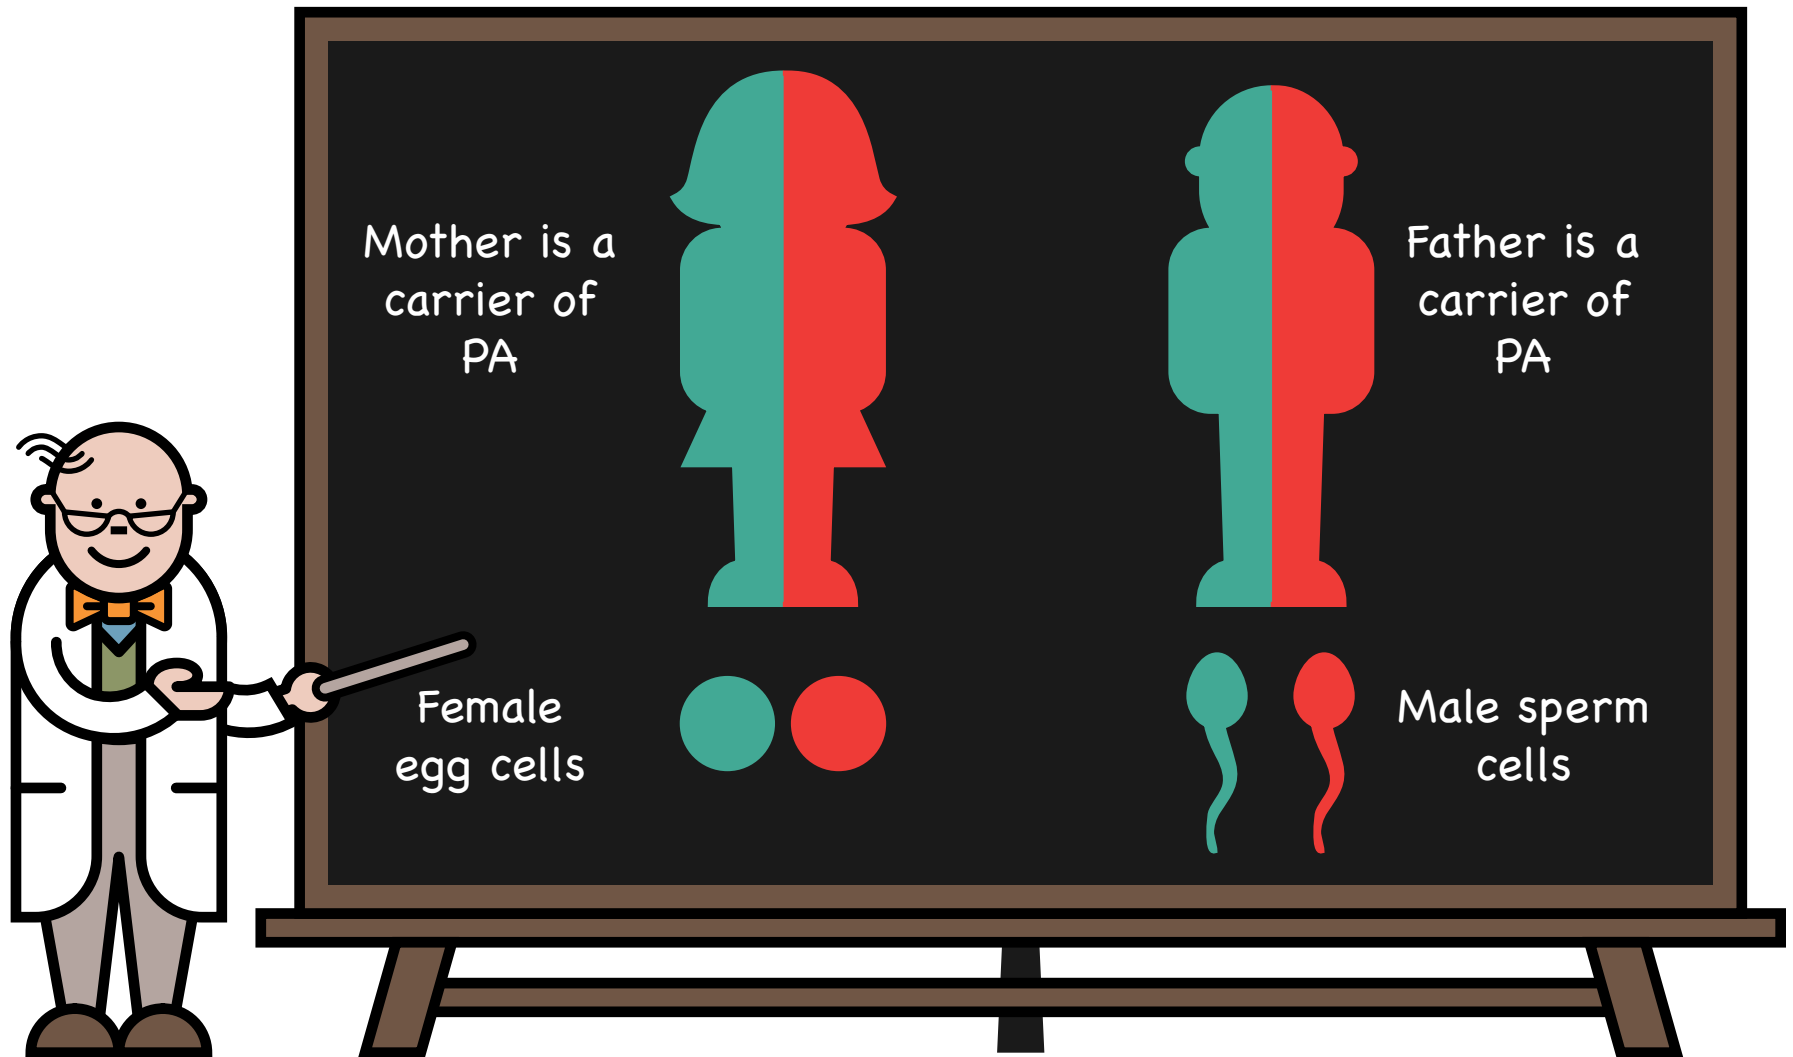 Mother is a
carrier of
PA
Father is a
carrier of
PA
Female
egg cells
Male sperm
cells